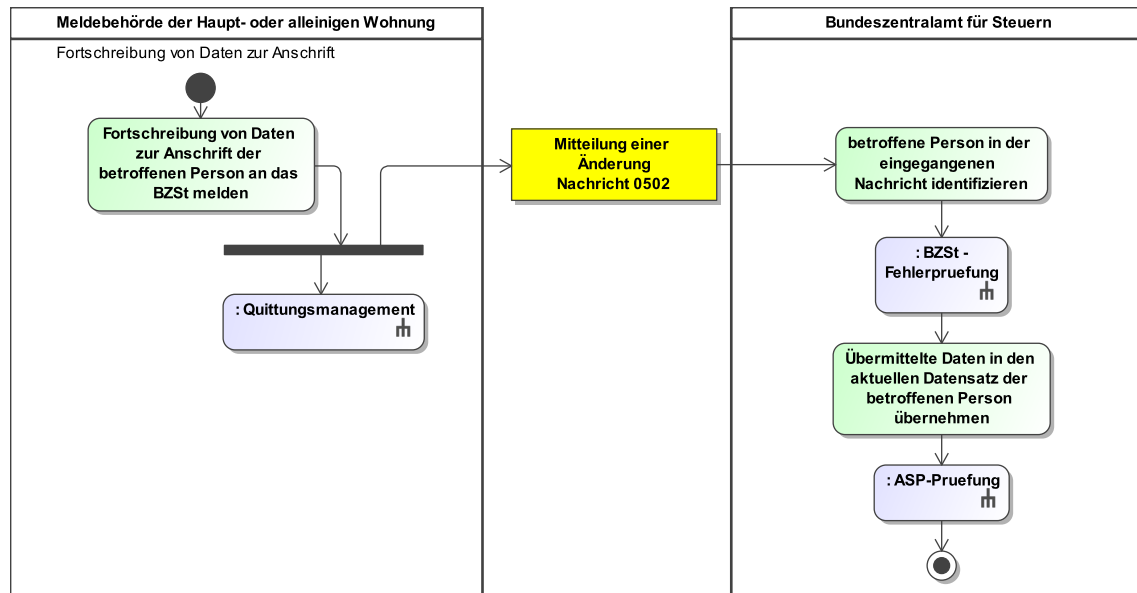 Meldebehörde der Haupt- oder alleinigen Wohnung
Fortschreibung von Daten zur Anschrift
Fortschreibung von Daten
zur Anschrift der
betroffenen Person an das
BZSt melden
: Quittungsmanagement
Mitteilung einer
Änderung
Nachricht 0502
Bundeszentralamt für Steuern
betroffene Person in der
eingegangenen
Nachricht identifizieren
: BZSt -
Fehlerpruefung
Übermittelte Daten in den
aktuellen Datensatz der
betroffenen Person
übernehmen
: ASP-Pruefung